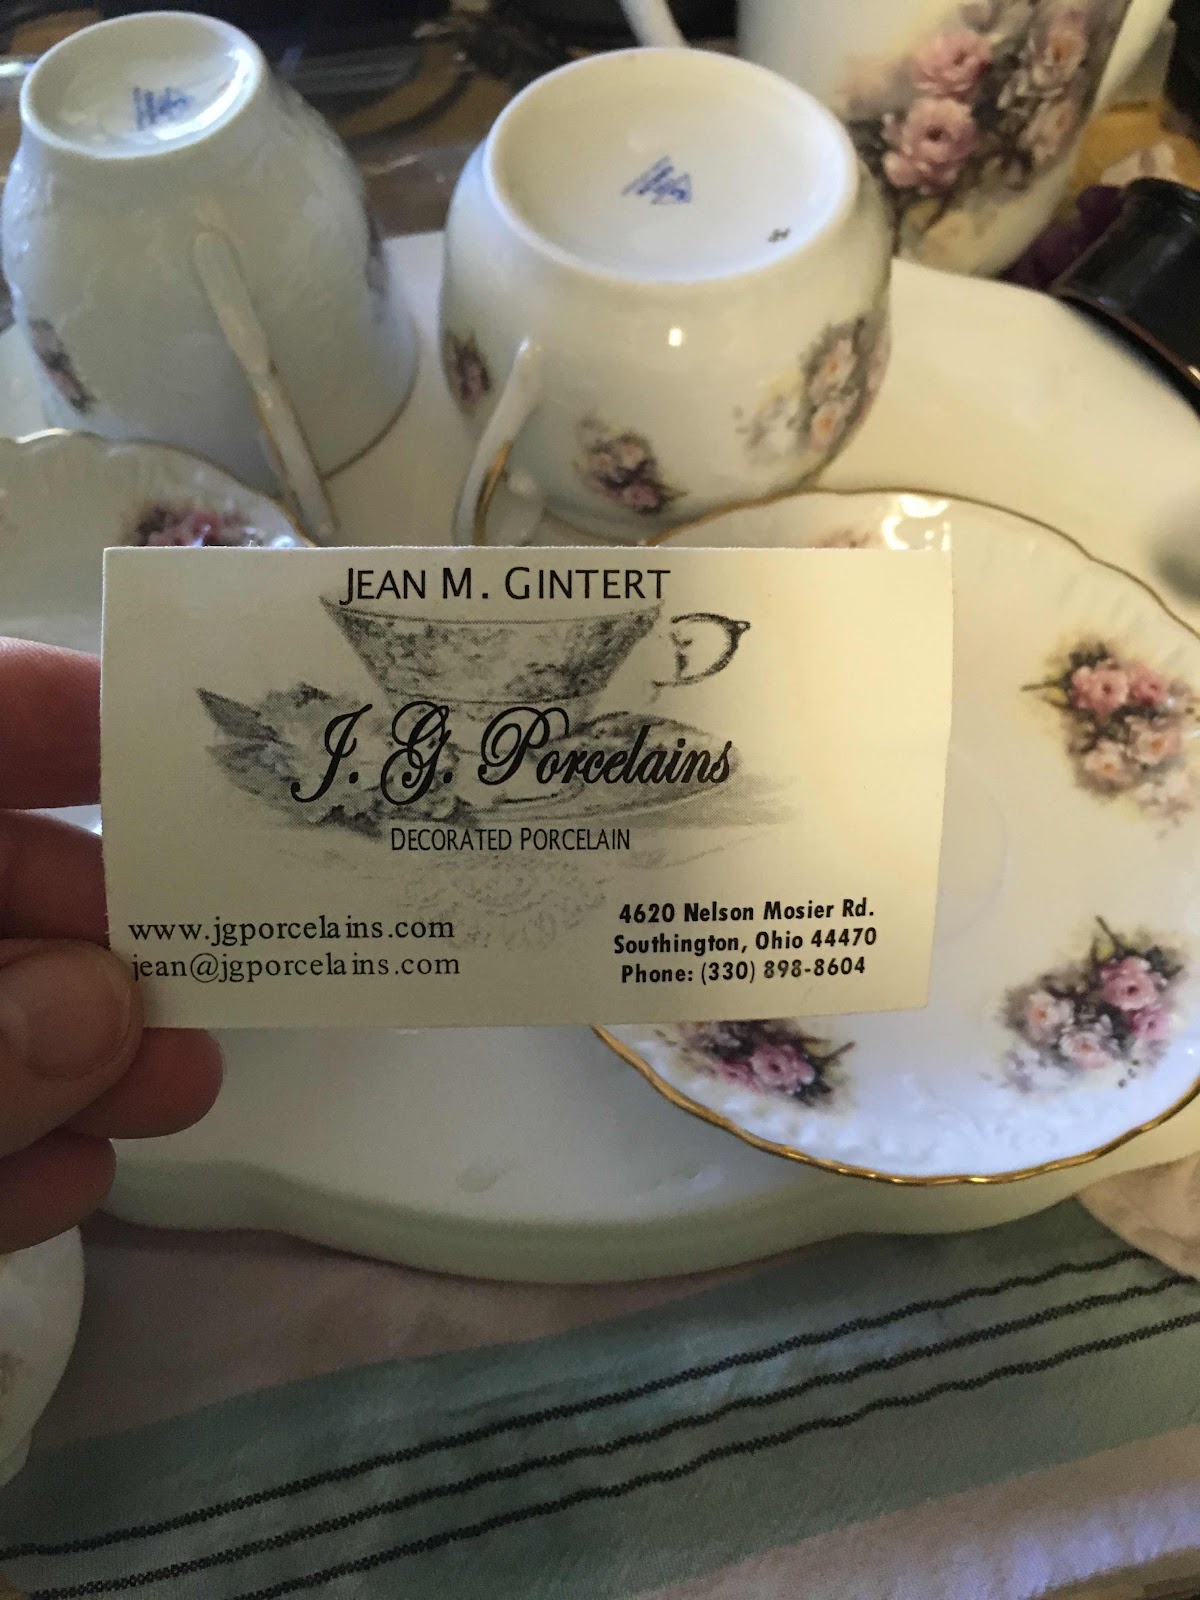 JEAN M. GINTERT
J. G. Porcelains
DECORATED PORCELAIN
www.jgporcelains.com
jean@jgporcelains.com
4620 Nelson Mosier Rd.
Southington, Ohio 44470
Phone: (330) 898-8604